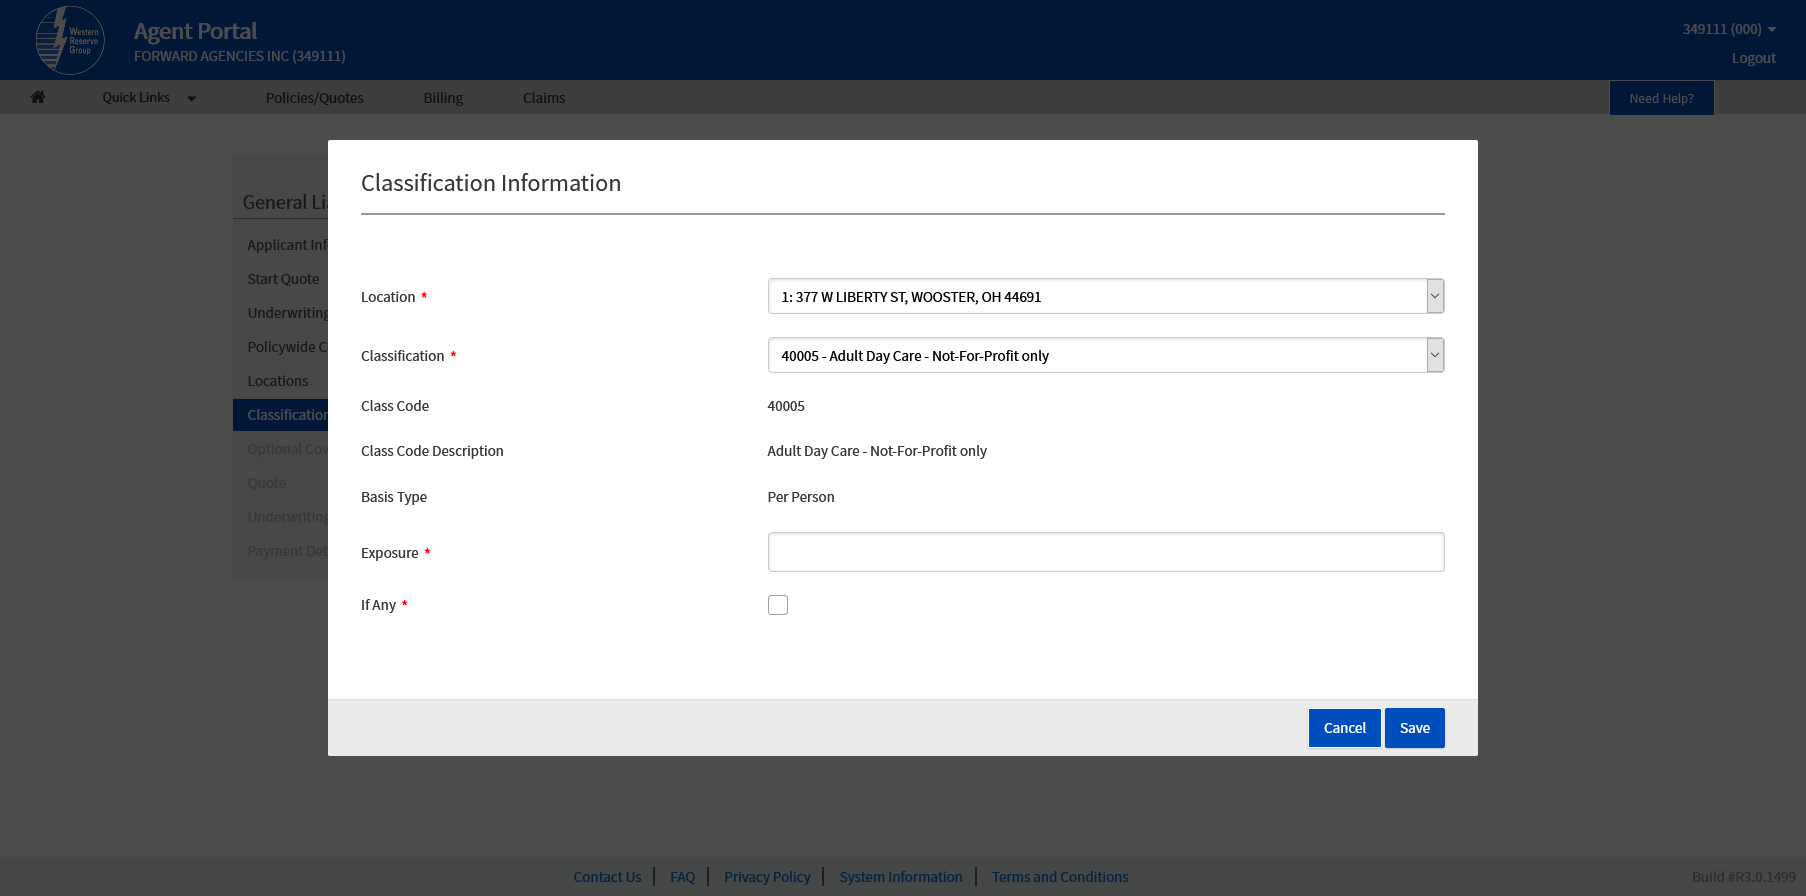 Western
Reserve
Group
Agent Portal
FORWARD AGENCIES INC (349111)
349111 (000)
Logout
Quick Links
Policies/Quotes
Billing
Claims
Need Help?
General Lia
Applicant Inf
Start Quote
Underwriting
Policywide C
Locations
Classification
Optional Cov
Quote
Underwriting
Payment Det
Classification Information
Location *
1: 377 W LIBERTY ST, WOOSTER, OH 44691
Classification *
40005 - Adult Day Care - Not-For-Profit only
Class Code
40005
Class Code Description
Adult Day Care - Not-For-Profit only
Basis Type
Per Person
Exposure *
If Any *
Cancel
Save
Contact Us
FAQ
Privacy Policy
System Information
Terms and Conditions
Build #R3.0.1499